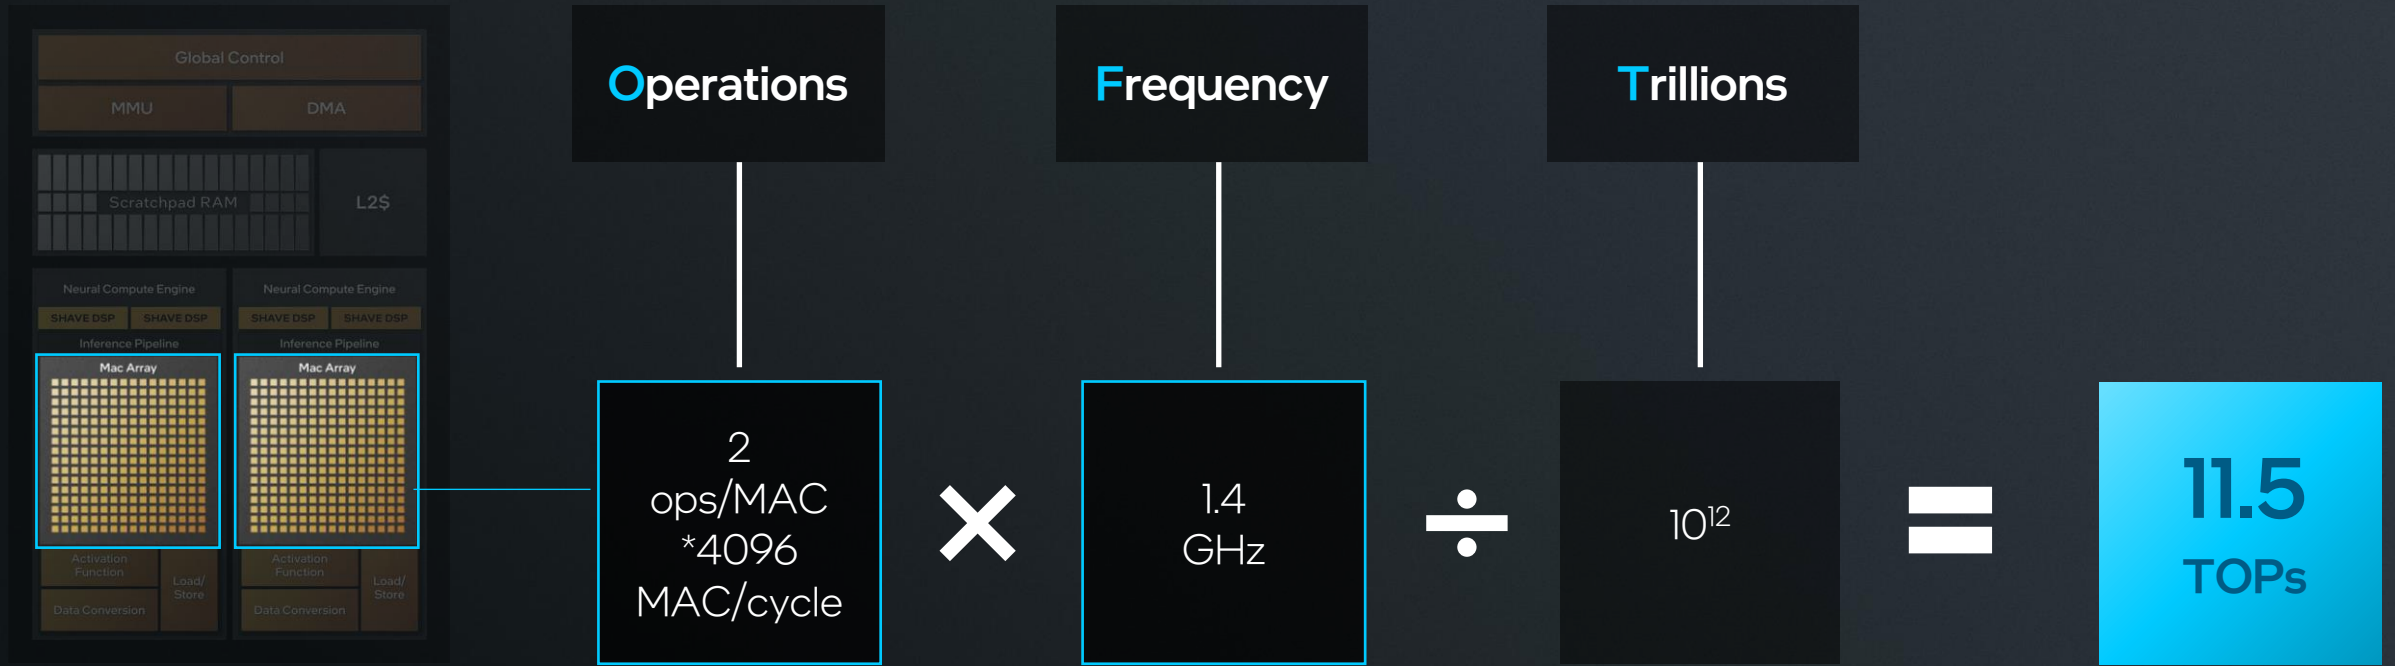 Global Control
MMU
DMA
Scratchpad RAM
L2$
Neural Compute Engine
SHAVE DSP
SHAVE DSP
Inference Pipeline
Mac Array
Activation
Function
Load/
Store
Data Conversion
Neural Compute Engine
SHAVE DSP
SHAVE DSP
Inference Pipeline
Mac Array
Activation
Function
Load/
Store
Data Conversion
Operations
2
ops/MAC
*4096
MAC/cycle
×
Frequency
1.4
GHz
÷
Trillions
10¹²
=
11.5
TOPs